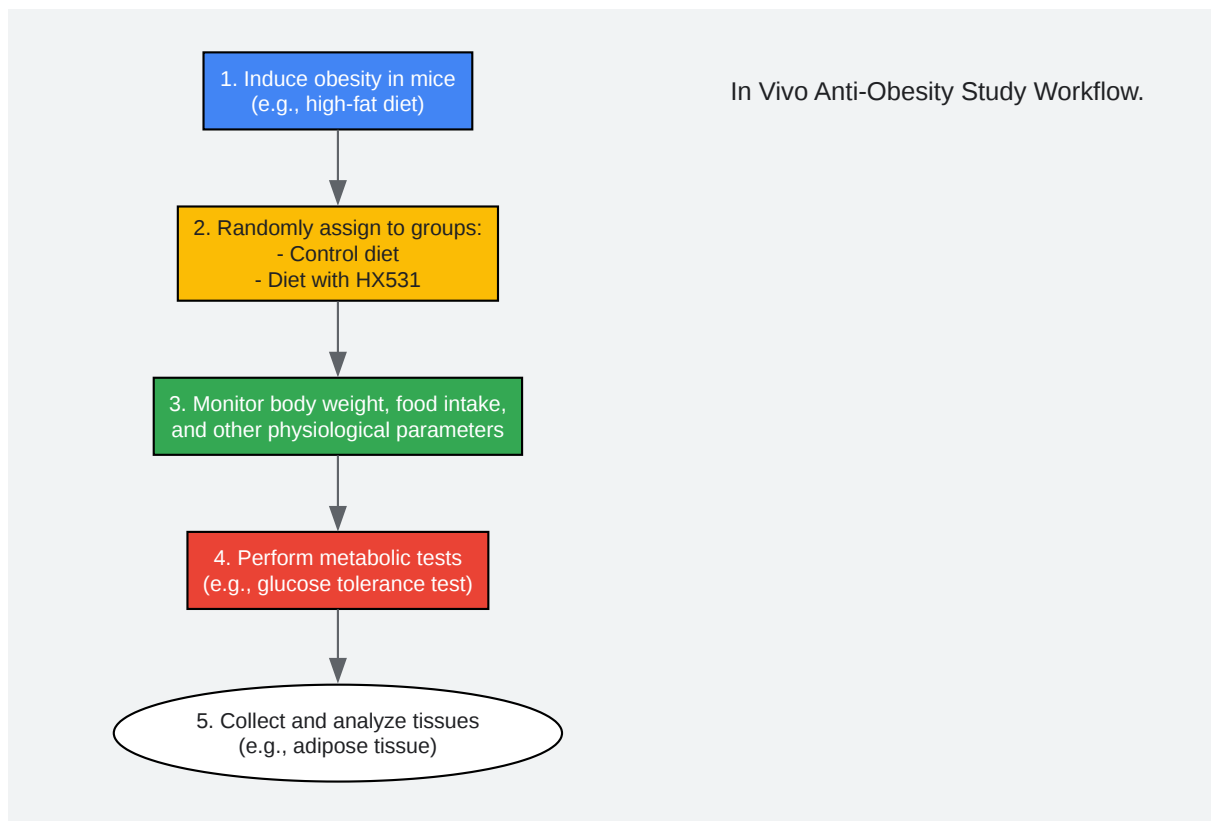 1. Induce obesity in mice
(e.g., high-fat diet)
In Vivo Anti-Obesity Study Workflow.
2. Randomly assign to groups:
- Control diet
- Diet with HX531
3. Monitor body weight, food intake,
and other physiological parameters
4. Perform metabolic tests
(e.g., glucose tolerance test)
5. Collect and analyze tissues
(e.g., adipose tissue)